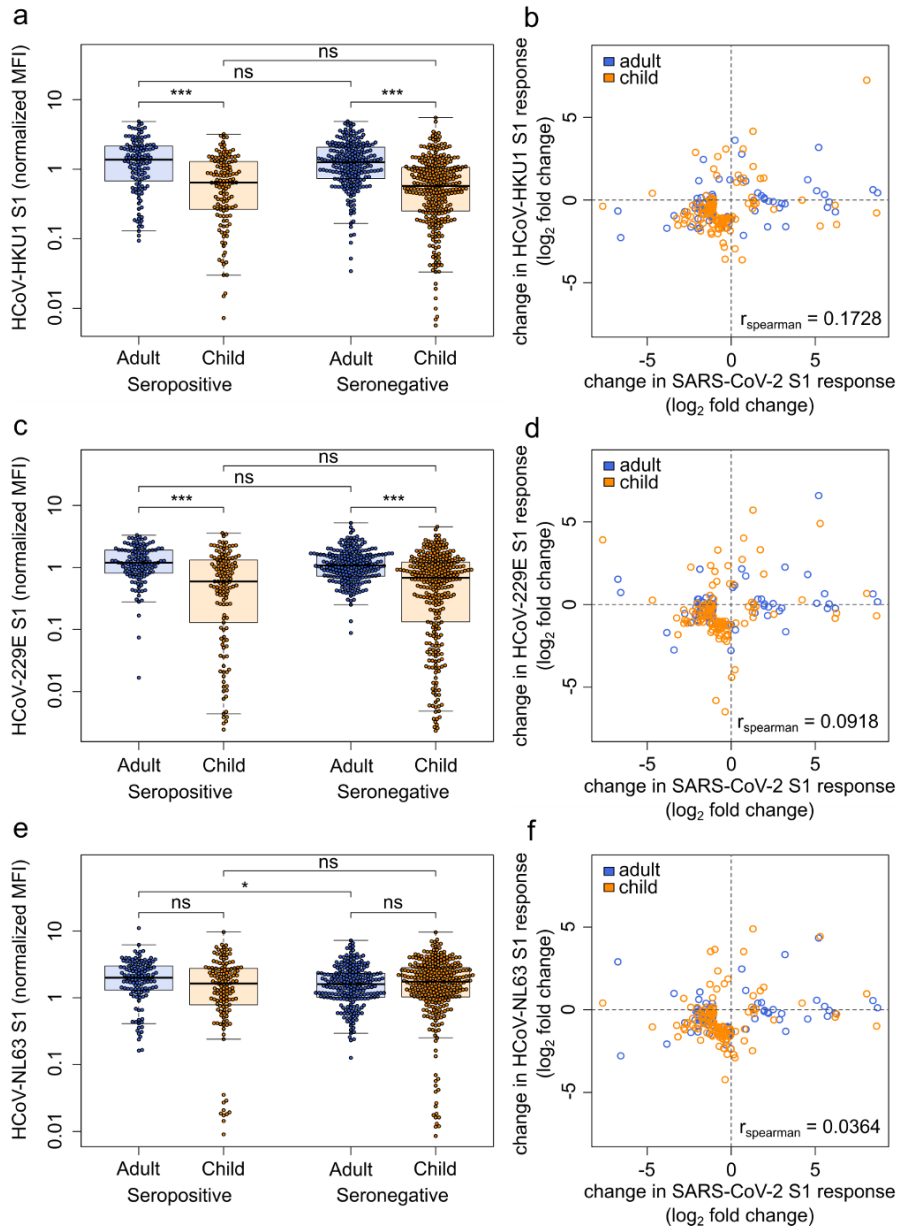 a
HCoV-HKU1 S1 (normalized MFI)
10
1
0.1
0.01
ns
ns
***
***
Adult
Child
Adult
Child
Seropositive
Seronegative
b
change in HCoV-HKU1 S1 response
(log2 fold change)
adult
child
5
0
-5
rspearman = 0.1728
-5
0
5
change in SARS-CoV-2 S1 response
(log2 fold change)
c
HCoV-229E S1 (normalized MFI)
10
1
0.1
0.01
ns
ns
***
***
Adult
Child
Adult
Child
Seropositive
Seronegative
d
change in HCoV-229E S1 response
(log2 fold change)
adult
child
5
0
-5
rspearman = 0.0918
-5
0
5
change in SARS-CoV-2 S1 response
(log2 fold change)
e
HCoV-NL63 S1 (normalized MFI)
10
1
0.1
0.01
ns
*
ns
ns
Adult
Child
Adult
Child
Seropositive
Seronegative
f
change in HCoV-NL63 S1 response
(log2 fold change)
adult
child
5
0
-5
rspearman = 0.0364
-5
0
5
change in SARS-CoV-2 S1 response
(log2 fold change)